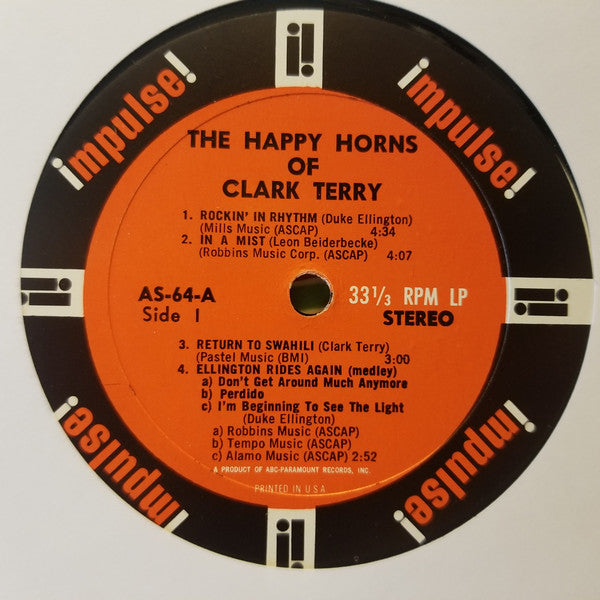 impulse!
impulse!
THE HAPPY HORNS
OF
CLARK TERRY
1. ROCKIN' IN RHYTHM (Duke Ellington)
(Mills Music (ASCAP) 4:34
2. IN A MIST (Leon Beiderbecke)
(Robbins Music Corp. (ASCAP) 4:07
AS-64-A
Side 1
33 1/3 RPM LP
STEREO
3. RETURN TO SWAHILI (Clark Terry)
(Pastel Music (BMI) 3:00
4. ELLINGTON RIDES AGAIN (medley)
a) Don't Get Around Much Anymore
b) Perdido
c) I'm Beginning To See The Light
(Duke Ellington)
a) Robbins Music (ASCAP)
b) Tempo Music (ASCAP)
c) Alamo Music (ASCAP) 2:52
A PRODUCT OF ABC-PARAMOUNT RECORDS, INC.
PRINTED IN U.S.A.
impulse!
impulse!